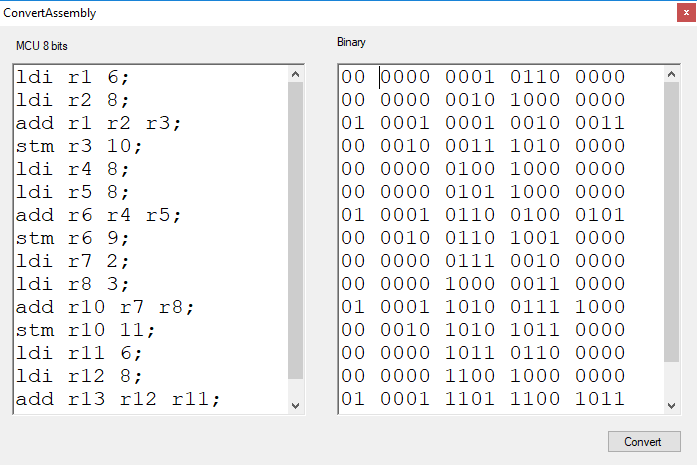 ConvertAssembly
x
MCU 8 bits
ldi r1 6;
ldi r2 8;
add r1 r2 r3;
stm r3 10;
ldi r4 8;
ldi r5 8;
add r6 r4 r5;
stm r6 9;
ldi r7 2;
ldi r8 3;
add r10 r7 r8;
stm r10 11;
ldi r11 6;
ldi r12 8;
add r13 r12 r11;
Binary
00 0000 0001 0110 0000
00 0000 0010 1000 0000
01 0001 0001 0010 0011
00 0010 0011 1010 0000
00 0000 0100 1000 0000
00 0000 0101 1000 0000
01 0001 0110 0100 0101
00 0010 0110 1001 0000
00 0000 0111 0010 0000
00 0000 1000 0011 0000
01 0001 1010 0111 1000
00 0010 1010 1011 0000
00 0000 1011 0110 0000
00 0000 1100 1000 0000
01 0001 1101 1100 1011
Convert